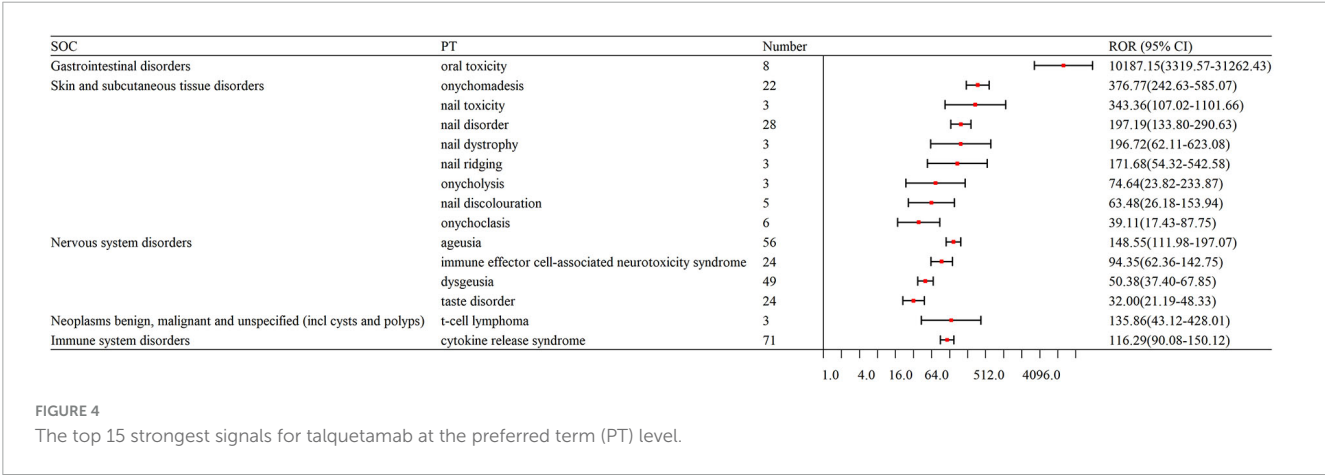 SOC PT Number ROR (95% CI)
Gastrointestinal disorders oral toxicity 8 10187.15(3319.57-31262.43)
Skin and subcutaneous tissue disorders onychomadesis 22 376.77(242.63-585.07)
nail toxicity 3 343.36(107.02-1101.66)
nail disorder 28 197.19(133.80-290.63)
nail dystrophy 3 196.72(62.11-623.08)
nail ridging 3 171.68(54.32-542.58)
onycholysis 3 74.64(23.82-233.87)
nail discolouration 5 63.48(26.18-153.94)
onychoclasis 6 39.11(17.43-87.75)
Nervous system disorders ageusia 56 148.55(111.98-197.07)
immune effector cell-associated neurotoxicity syndrome 24 94.35(62.36-142.75)
dysgeusia 49 50.38(37.40-67.85)
taste disorder 24 32.00(21.19-48.33)
Neoplasms benign, malignant and unspecified (incl cysts and polyps) t-cell lymphoma 3 135.86(43.12-428.01)
Immune system disorders cytokine release syndrome 71 116.29(90.08-150.12)
1.0 4.0 16.0 64.0 512.0 4096.0
FIGURE 4
The top 15 strongest signals for talquetamab at the preferred term (PT) level.